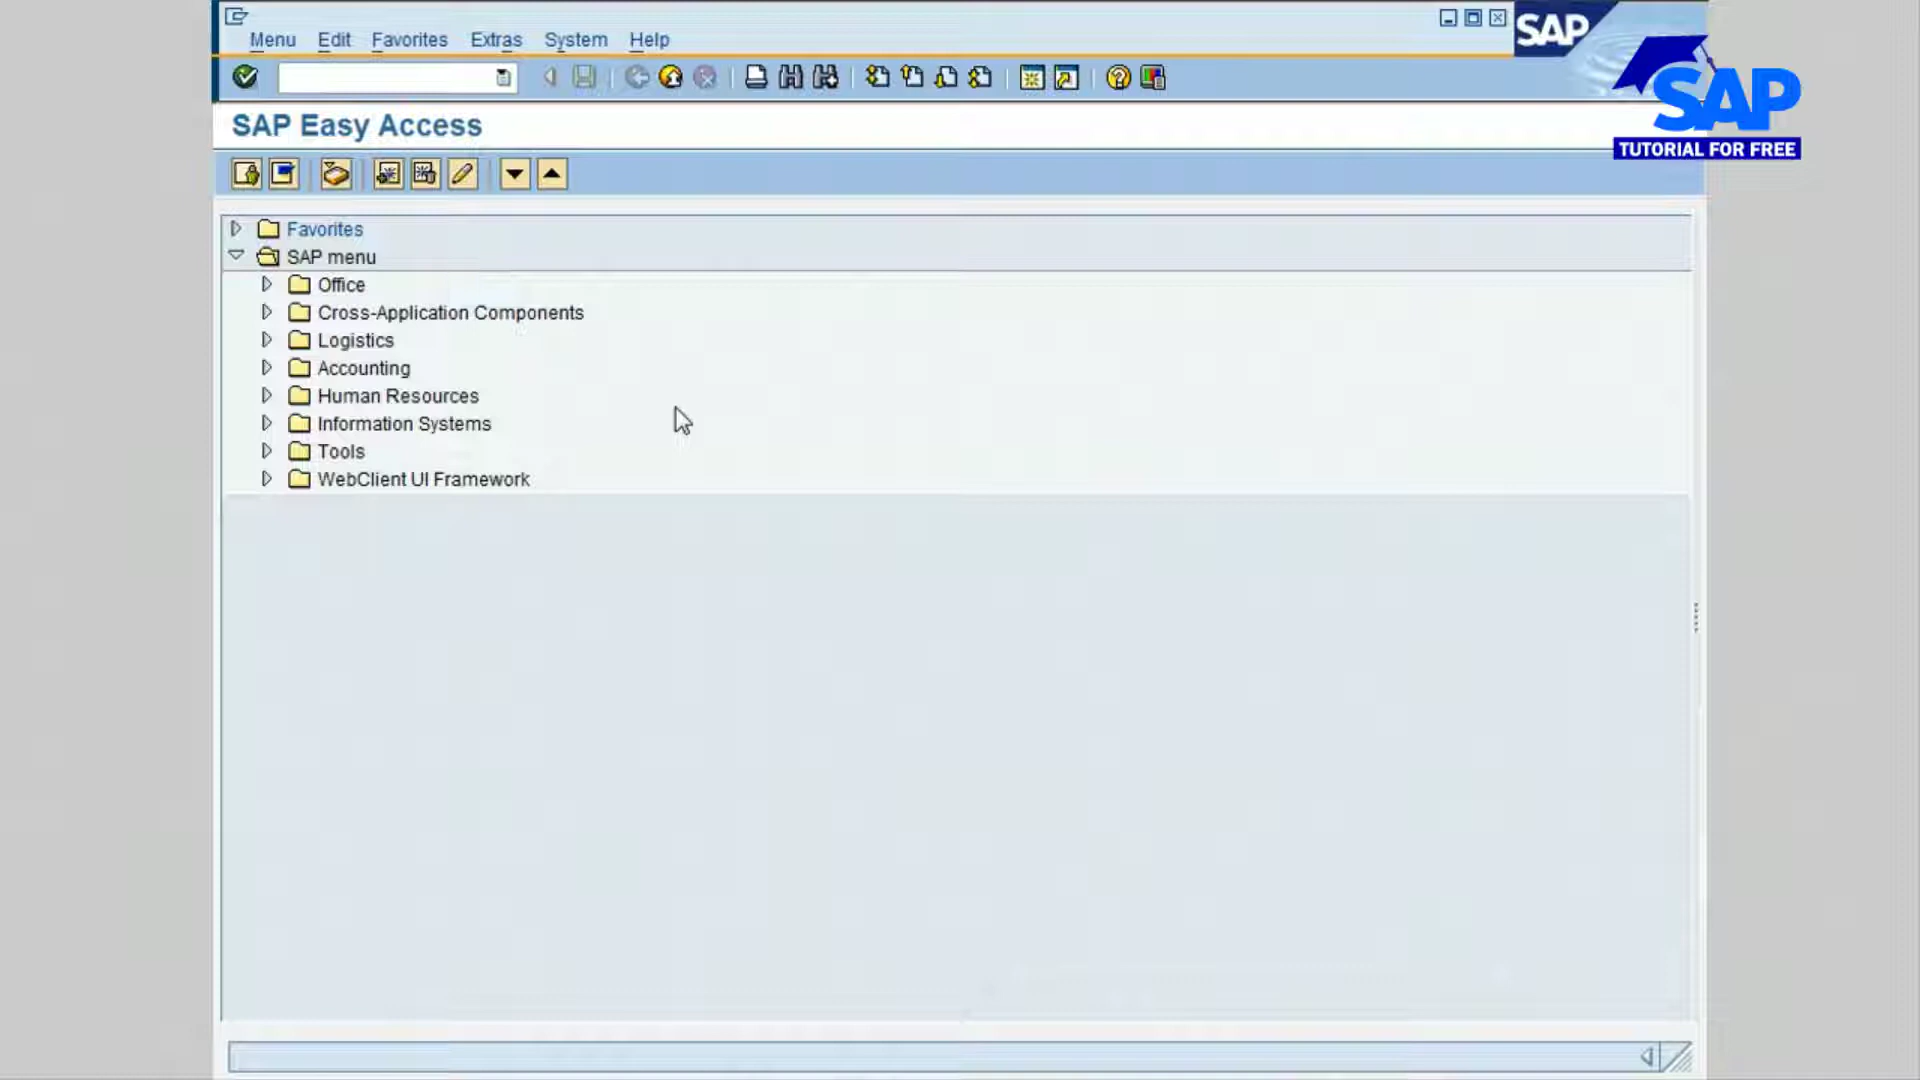 Menu Edit Favorites Extras System Help
SAP
SAP
TUTORIAL FOR FREE
SAP Easy Access
Favorites
SAP menu
Office
Cross-Application Components
Logistics
Accounting
Human Resources
Information Systems
Tools
WebClient UI Framework